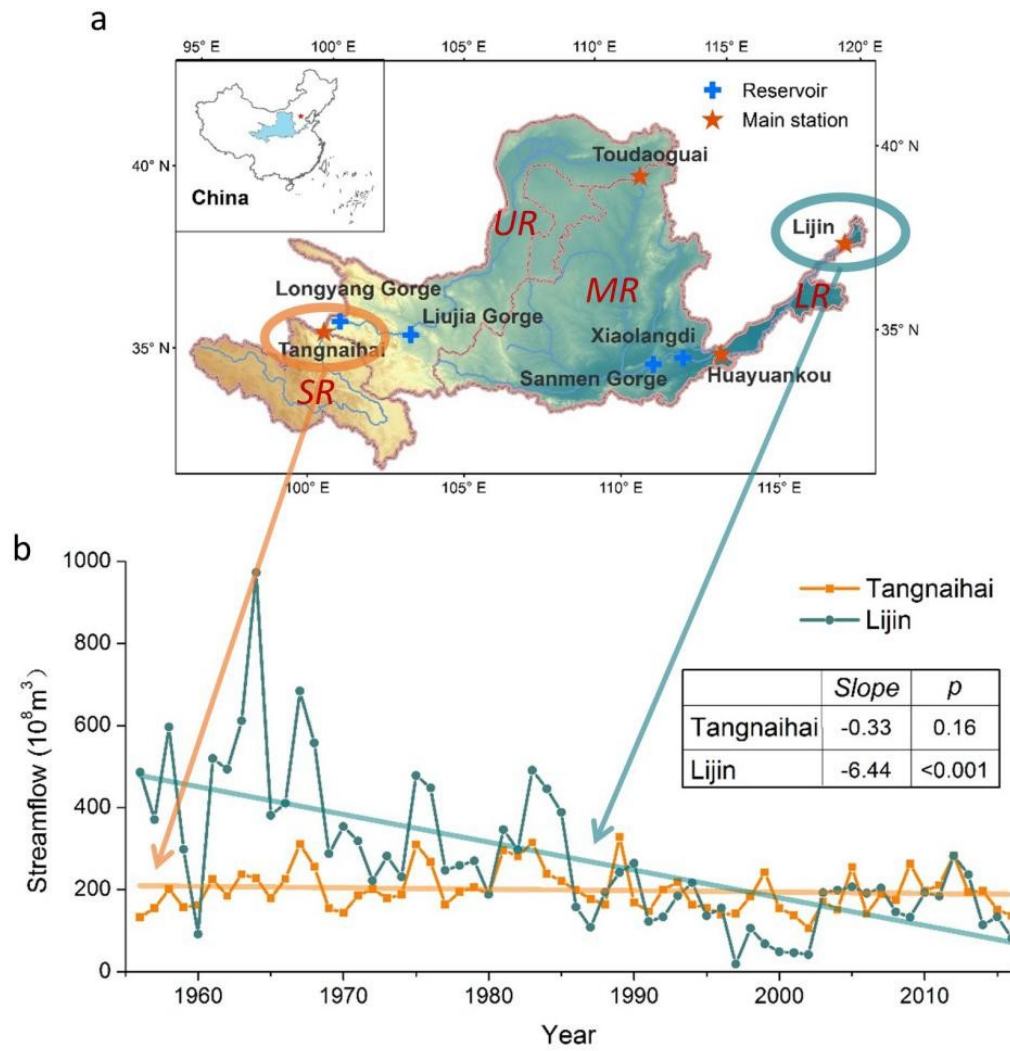 a
95° E 100° E 105° E 110° E 115° E 120° E
Reservoir
Main station
China
40° N
40° N
Toudaoguai
UR
Lijin
MR
LR
Longyang Gorge
Liujia Gorge
35° N
35° N
Xiaolangdi
Tangnaihai
Sanmen Gorge
Huayuankou
SR
100° E 105° E 110° E 115° E
b
Streamflow (10⁸m³)
1000
800
600
400
200
0
Tangnaihai
Lijin
Slope p
Tangnaihai -0.33 0.16
Lijin -6.44 <0.001
1960 1970 1980 1990 2000 2010
Year